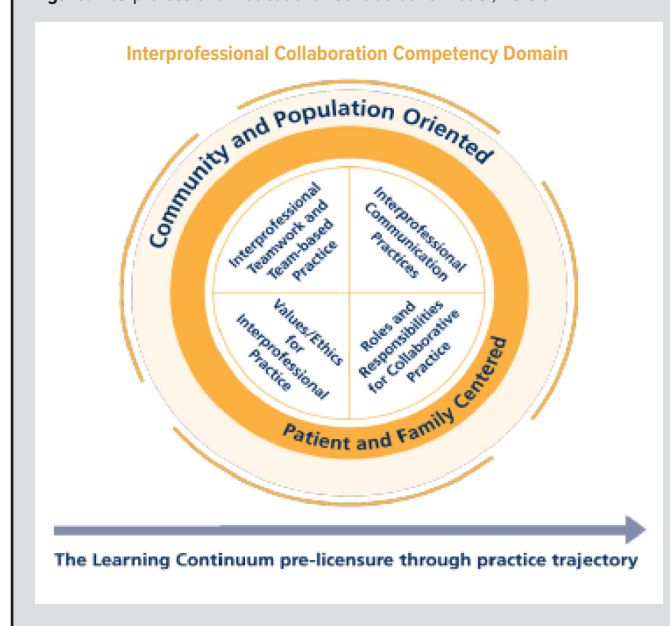 Interprofessional Collaboration Competency Domain
Community and Population Oriented
Interprofessional
Teamwork and
Team-based
Practice
Interprofessional
Communication
Practices
Values/Ethics
for
Interprofessional
Practice
Roles and
Responsibilities
for Collaborative
Practice
Patient and Family Centered
The Learning Continuum pre-licensure through practice trajectory